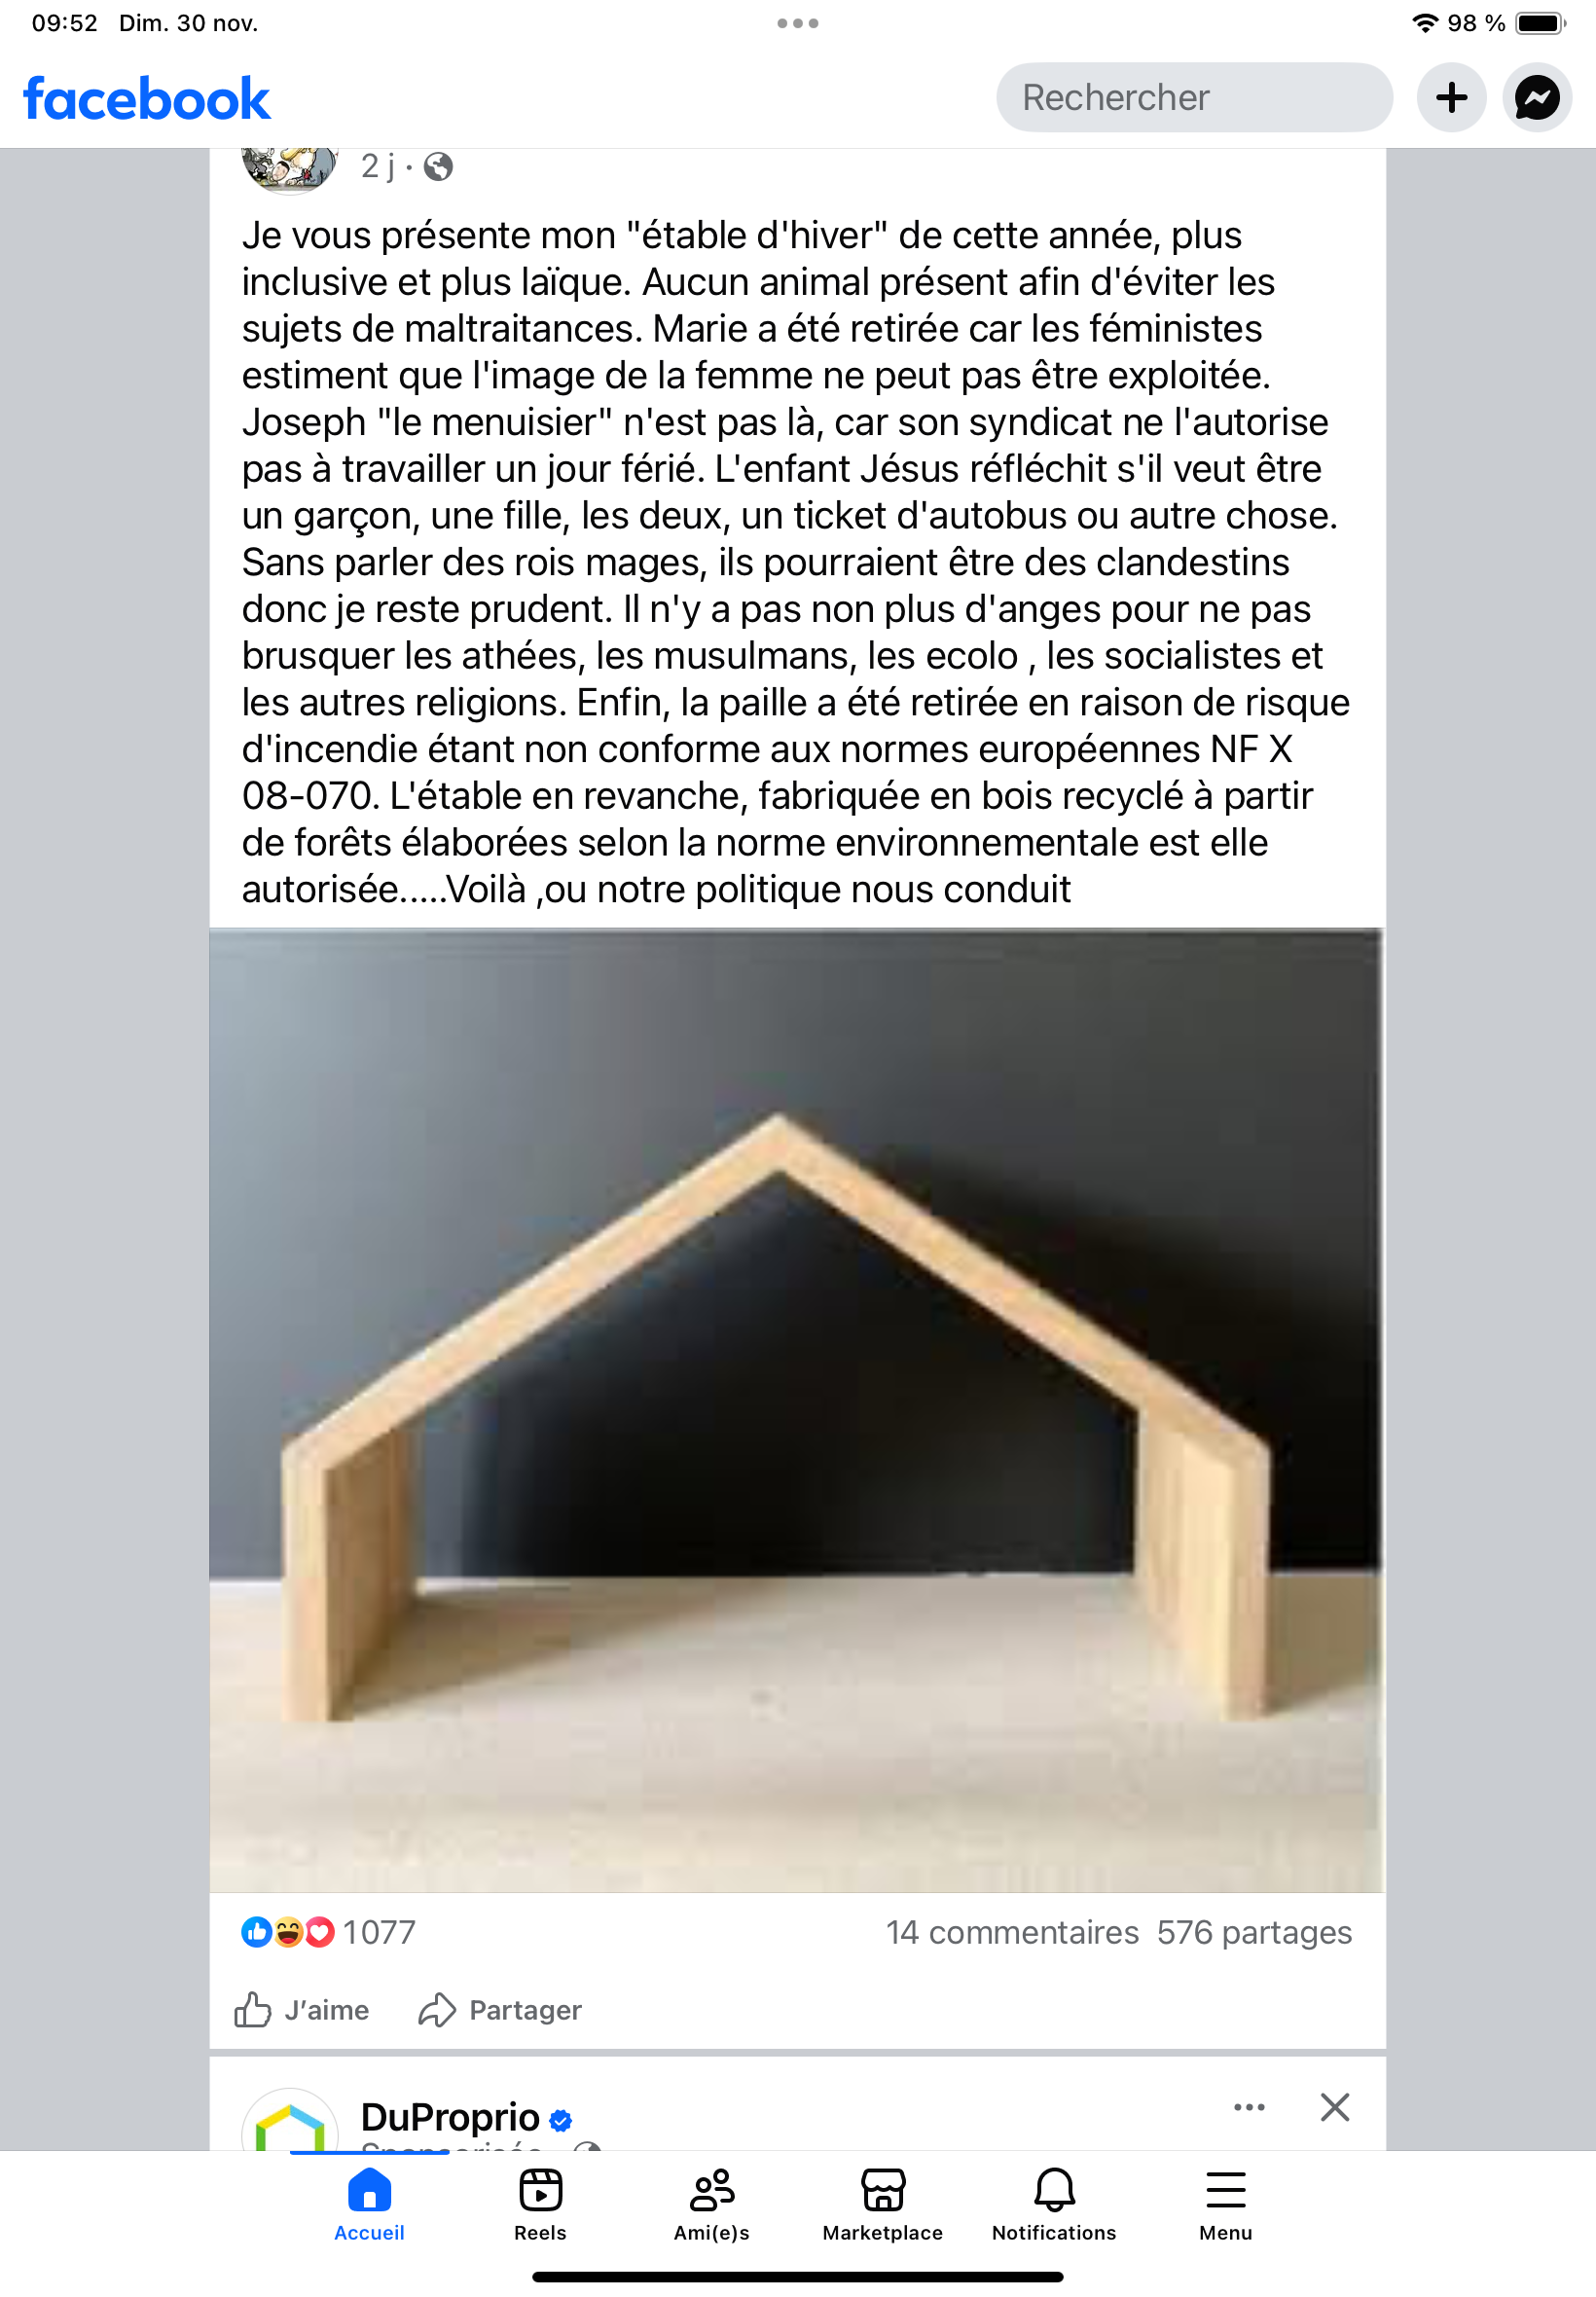 09:52 Dim. 30 nov.
98 %
facebook
Rechercher
2 j ·
Je vous présente mon "étable d'hiver" de cette année, plus
inclusive et plus laïque. Aucun animal présent afin d'éviter les
sujets de maltraitances. Marie a été retirée car les féministes
estiment que l'image de la femme ne peut pas être exploitée.
Joseph "le menuisier" n'est pas là, car son syndicat ne l'autorise
pas à travailler un jour férié. L'enfant Jésus réfléchit s'il veut être
un garçon, une fille, les deux, un ticket d'autobus ou autre chose.
Sans parler des rois mages, ils pourraient être des clandestins
donc je reste prudent. Il n'y a pas non plus d'anges pour ne pas
brusquer les athées, les musulmans, les ecolo , les socialistes et
les autres religions. Enfin, la paille a été retirée en raison de risque
d'incendie étant non conforme aux normes européennes NF X
08-070. L'étable en revanche, fabriquée en bois recyclé à partir
de forêts élaborées selon la norme environnementale est elle
autorisée.....Voilà ,ou notre politique nous conduit
1 077
14 commentaires 576 partages
J'aime Partager
DuProprio
Sponsorisée
Accueil Reels Ami(e)s Marketplace Notifications Menu